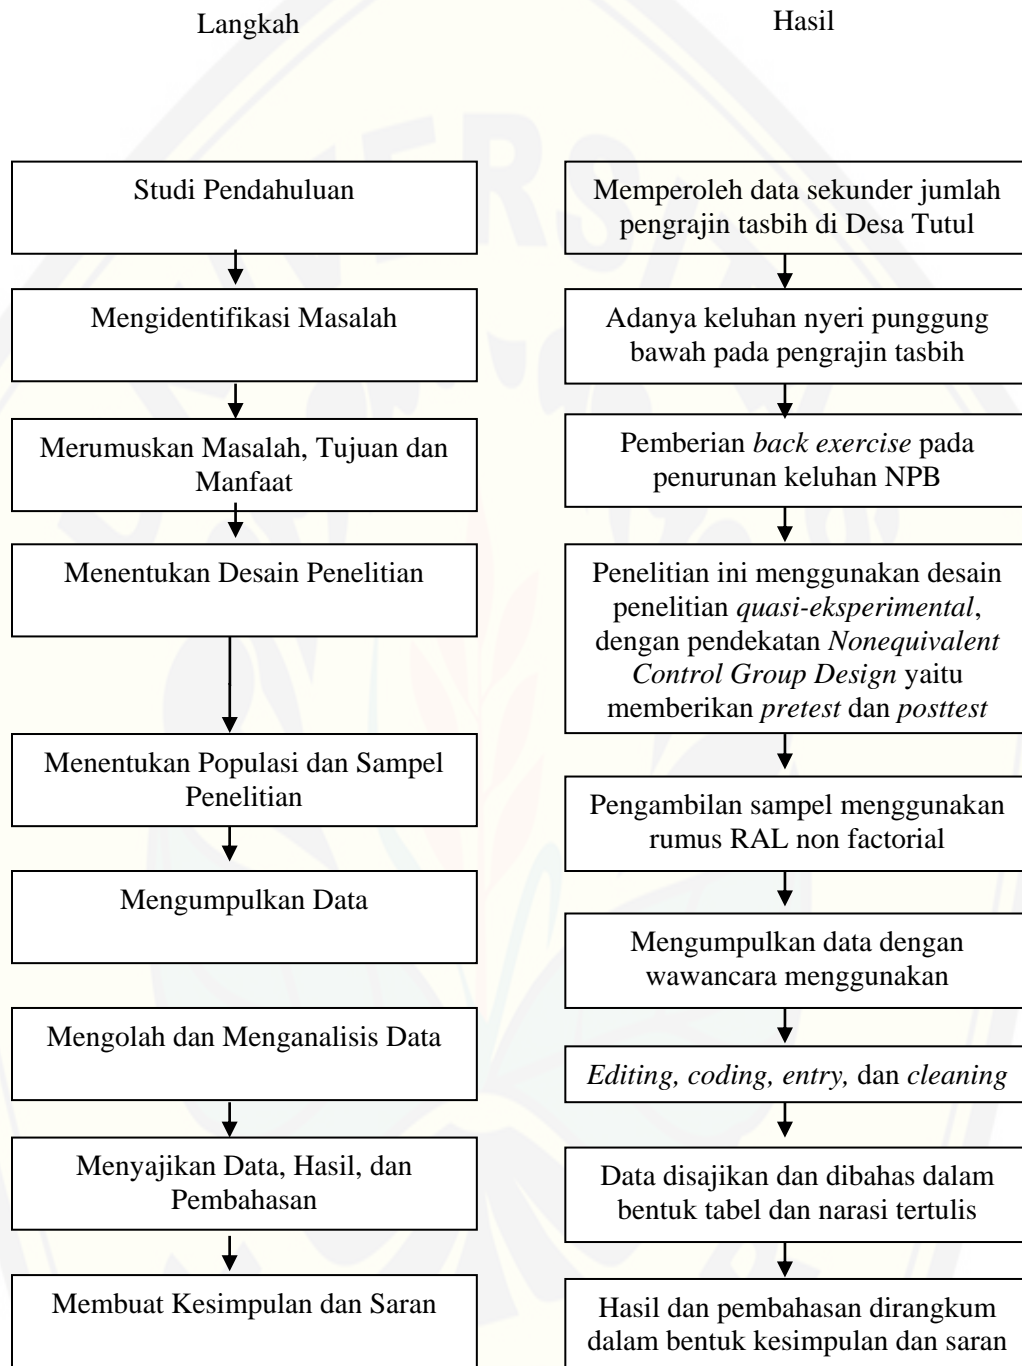 Langkah
Hasil
Studi Pendahuluan
Memperoleh data sekunder jumlah
pengrajin tasbih di Desa Tutul
Mengidentifikasi Masalah
Adanya keluhan nyeri punggung
bawah pada pengrajin tasbih
Merumuskan Masalah, Tujuan dan
Manfaat
Pemberian back exercise pada
penurunan keluhan NPB
Menentukan Desain Penelitian
Penelitian ini menggunakan desain
penelitian quasi-eksperimental,
dengan pendekatan Nonequivalent
Control Group Design yaitu
memberikan pretest dan posttest
Menentukan Populasi dan Sampel
Penelitian
Pengambilan sampel menggunakan
rumus RAL non factorial
Mengumpulkan Data
Mengumpulkan data dengan
wawancara menggunakan
Mengolah dan Menganalisis Data
Editing, coding, entry, dan cleaning
Menyajikan Data, Hasil, dan
Pembahasan
Data disajikan dan dibahas dalam
bentuk tabel dan narasi tertulis
Membuat Kesimpulan dan Saran
Hasil dan pembahasan dirangkum
dalam bentuk kesimpulan dan saran